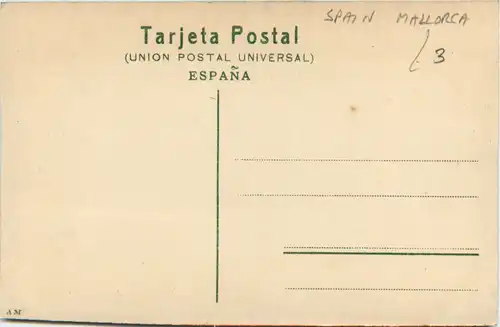 SPAIN MALLORCA
3
Tarjeta Postal
(UNION POSTAL UNIVERSAL)
ESPAÑA
AM